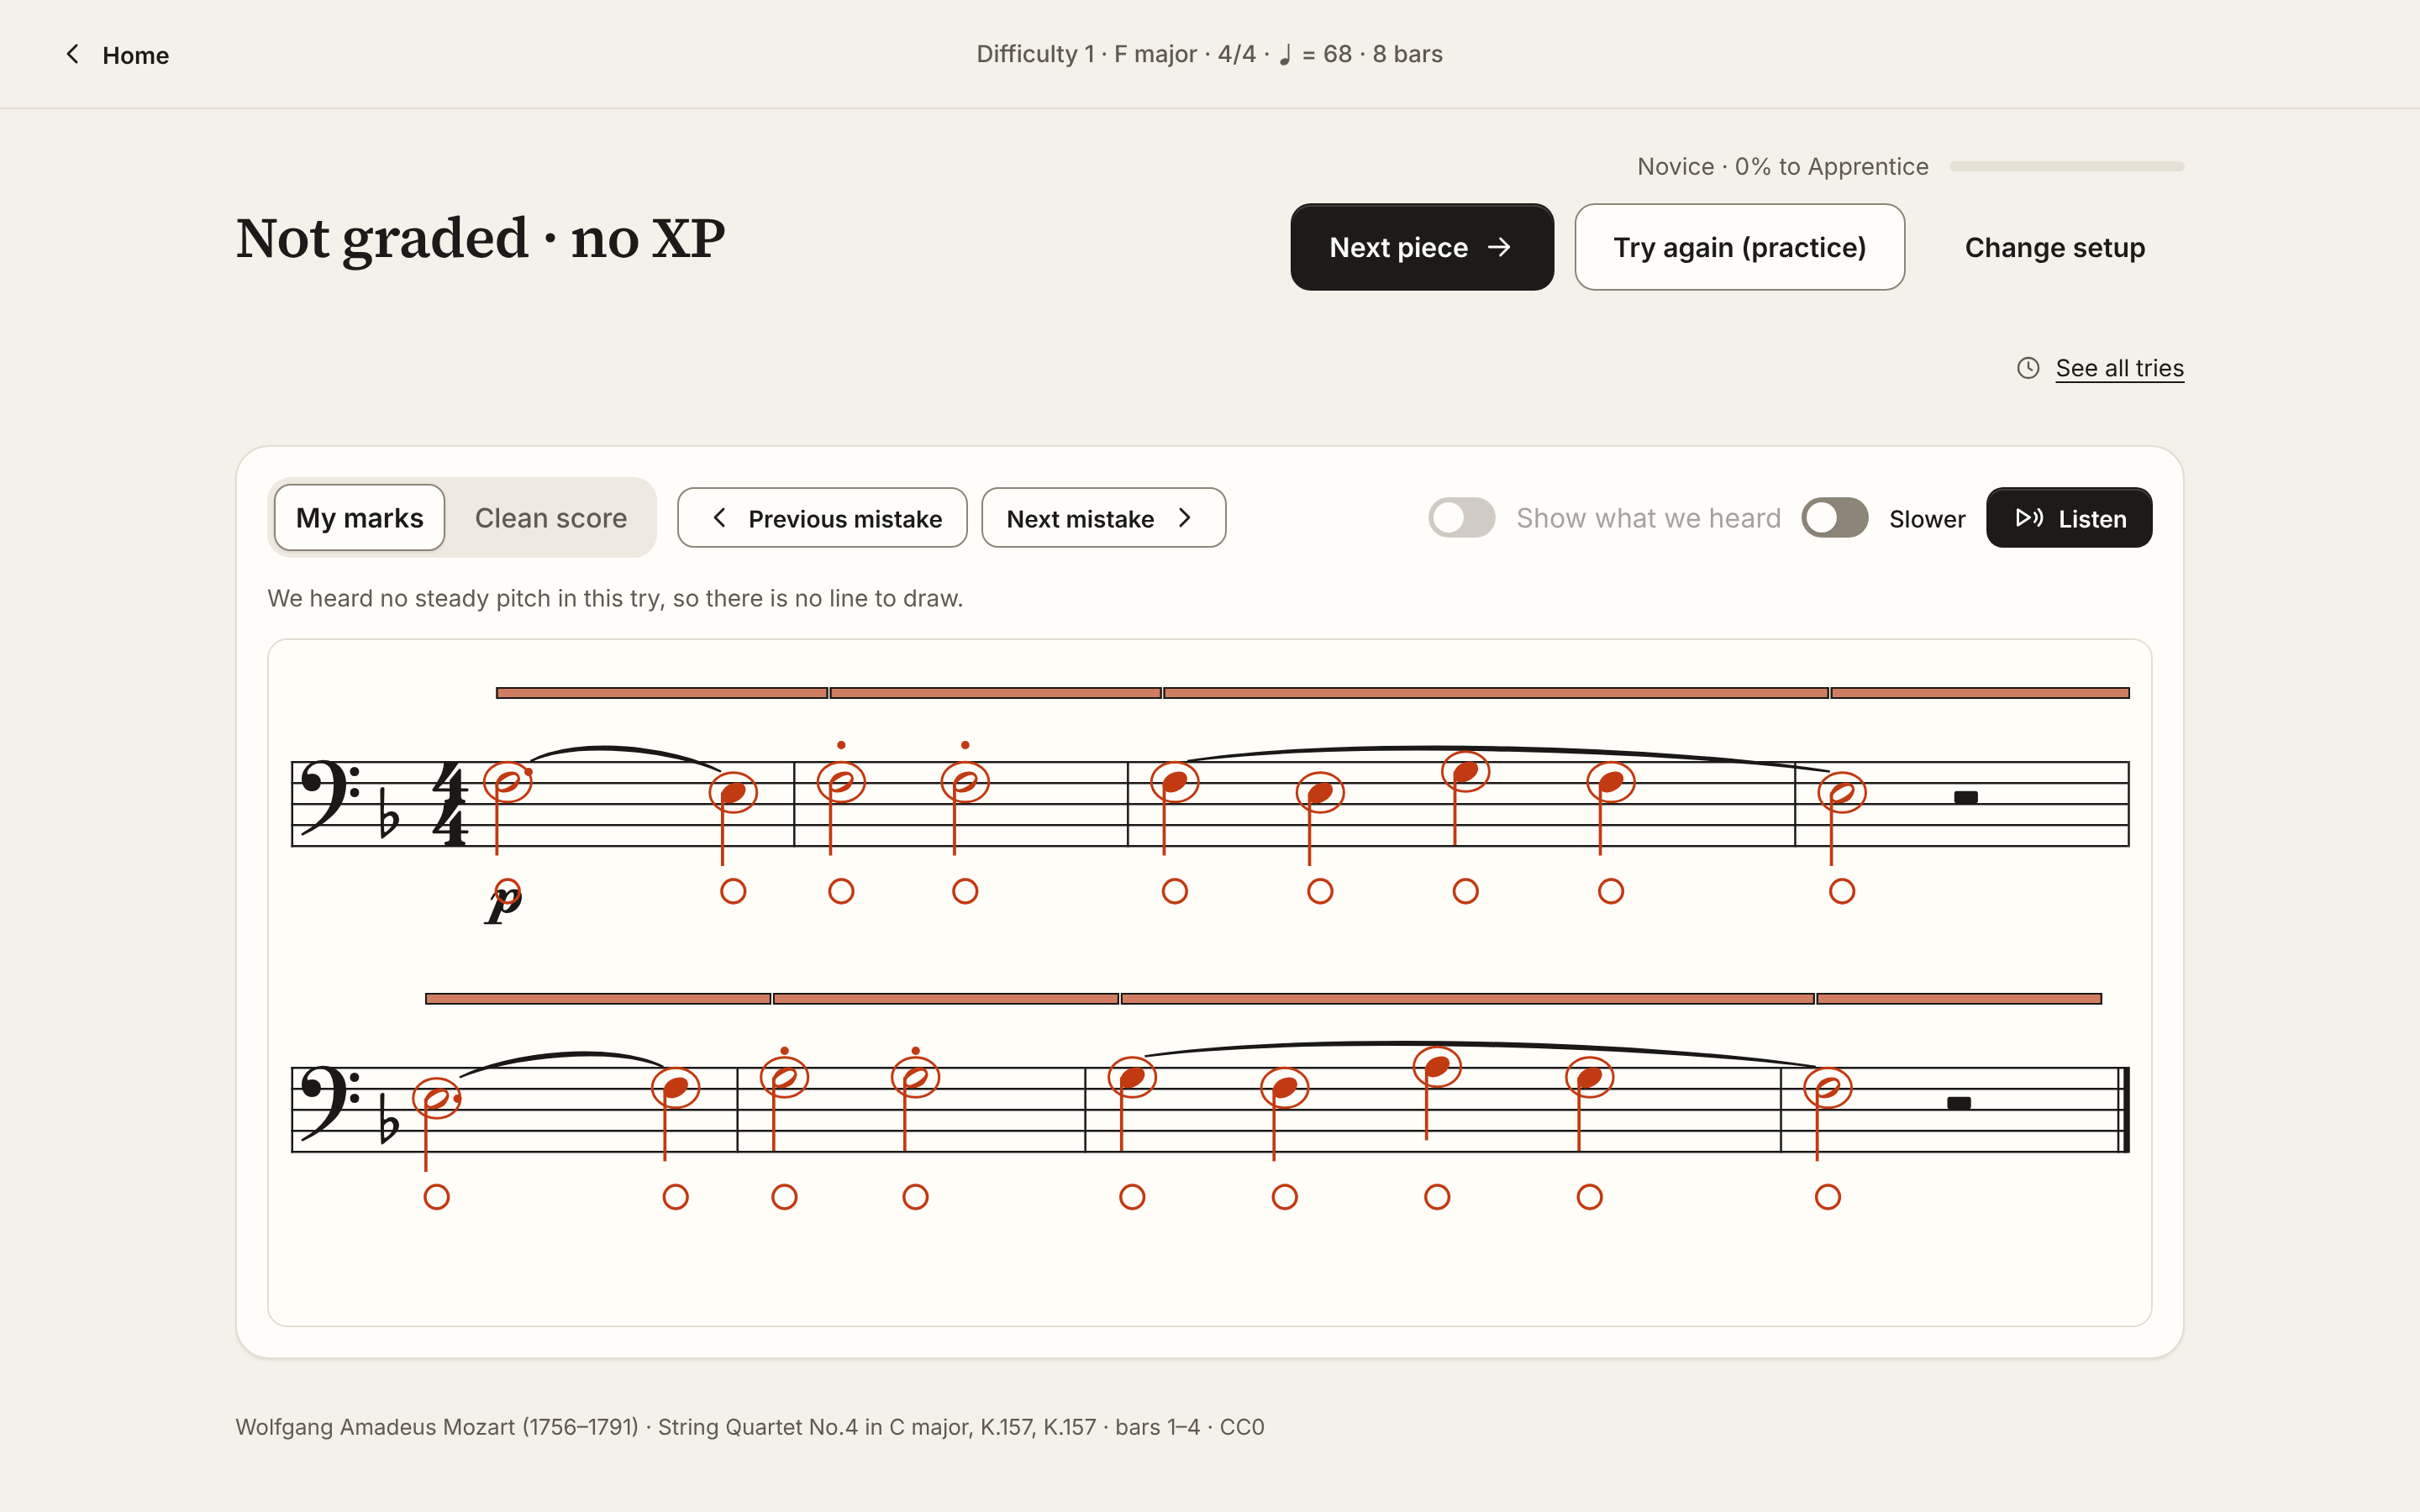 Home
Difficulty 1 · F major · 4/4 · ♩ = 68 · 8 bars
Novice · 0% to Apprentice
Not graded · no XP
Next piece →
Try again (practice)
Change setup
See all tries
My marks
Clean score
Previous mistake
Next mistake
Show what we heard
Slower
Listen
We heard no steady pitch in this try, so there is no line to draw.
4
4
p
Wolfgang Amadeus Mozart (1756–1791) · String Quartet No.4 in C major, K.157, K.157 · bars 1–4 · CC0